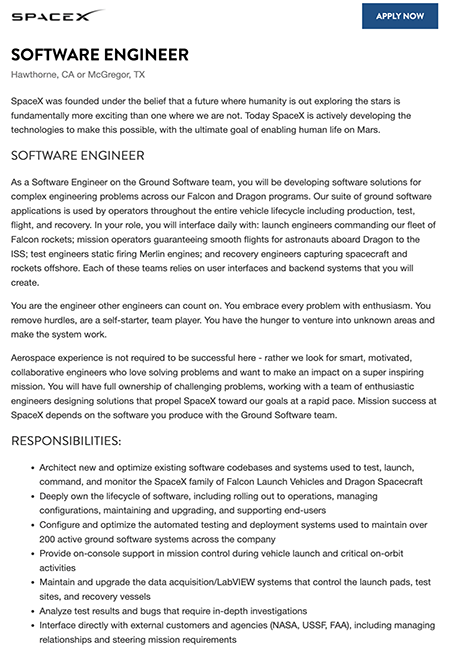 SPACEX
APPLY NOW
SOFTWARE ENGINEER
Hawthorne, CA or McGregor, TX
SpaceX was founded under the belief that a future where humanity is out exploring the stars is
fundamentally more exciting than one where we are not. Today SpaceX is actively developing the
technologies to make this possible, with the ultimate goal of enabling human life on Mars.
SOFTWARE ENGINEER
As a Software Engineer on the Ground Software team, you will be developing software solutions for
complex engineering problems across our Falcon and Dragon programs. Our suite of ground software
applications is used by operators throughout the entire vehicle lifecycle including production, test,
flight, and recovery. In your role, you will interface daily with: launch engineers commanding our fleet of
Falcon rockets; mission operators guaranteeing smooth flights for astronauts aboard Dragon to the
ISS; test engineers static firing Merlin engines; and recovery engineers capturing spacecraft and
rockets offshore. Each of these teams relies on user interfaces and backend systems that you will
create.
You are the engineer other engineers can count on. You embrace every problem with enthusiasm. You
remove hurdles, are a self-starter, team player. You have the hunger to venture into unknown areas and
make the system work.
Aerospace experience is not required to be successful here - rather we look for smart, motivated,
collaborative engineers who love solving problems and want to make an impact on a super inspiring
mission. You will have full ownership of challenging problems, working with a team of enthusiastic
engineers designing solutions that propel SpaceX toward our goals at a rapid pace. Mission success at
SpaceX depends on the software you produce with the Ground Software team.
RESPONSIBILITIES:
• Architect new and optimize existing software codebases and systems used to test, launch,
command, and monitor the SpaceX family of Falcon Launch Vehicles and Dragon Spacecraft
• Deeply own the lifecycle of software, including rolling out to operations, managing
configurations, maintaining and upgrading, and supporting end-users
• Configure and optimize the automated testing and deployment systems used to maintain over
200 active ground software systems across the company
• Provide on-console support in mission control during vehicle launch and critical on-orbit
activities
• Maintain and upgrade the data acquisition/LabVIEW systems that control the launch pads, test
sites, and recovery vessels
• Analyze test results and bugs that require in-depth investigations
• Interface directly with external customers and agencies (NASA, USSF, FAA), including managing
relationships and steering mission requirements